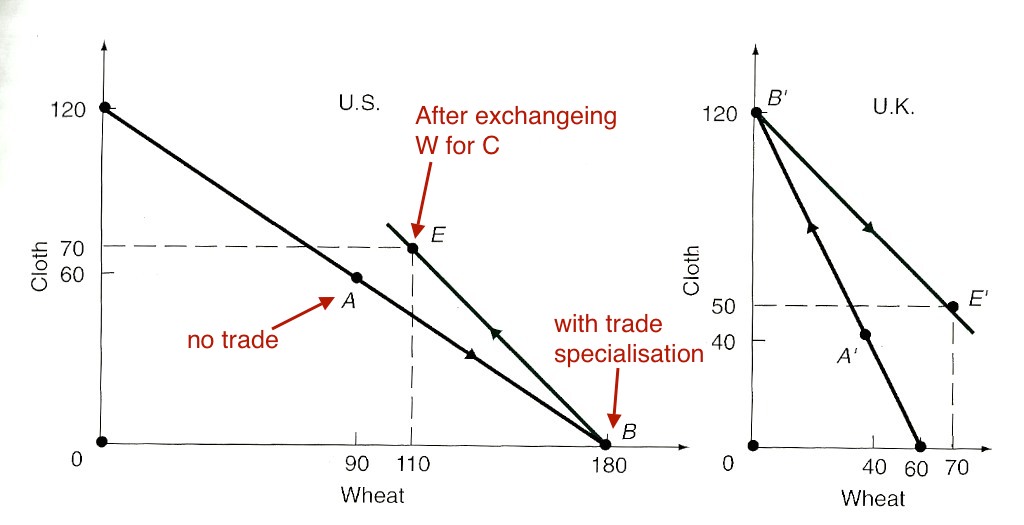 U.S.
After exchangeing
W for C
120
E
70
60
Cloth
A
no trade
with trade
specialisation
B
0
90
110
180
Wheat
U.K.
B'
120
Cloth
50
E'
40
A'
0
40
60
70
Wheat